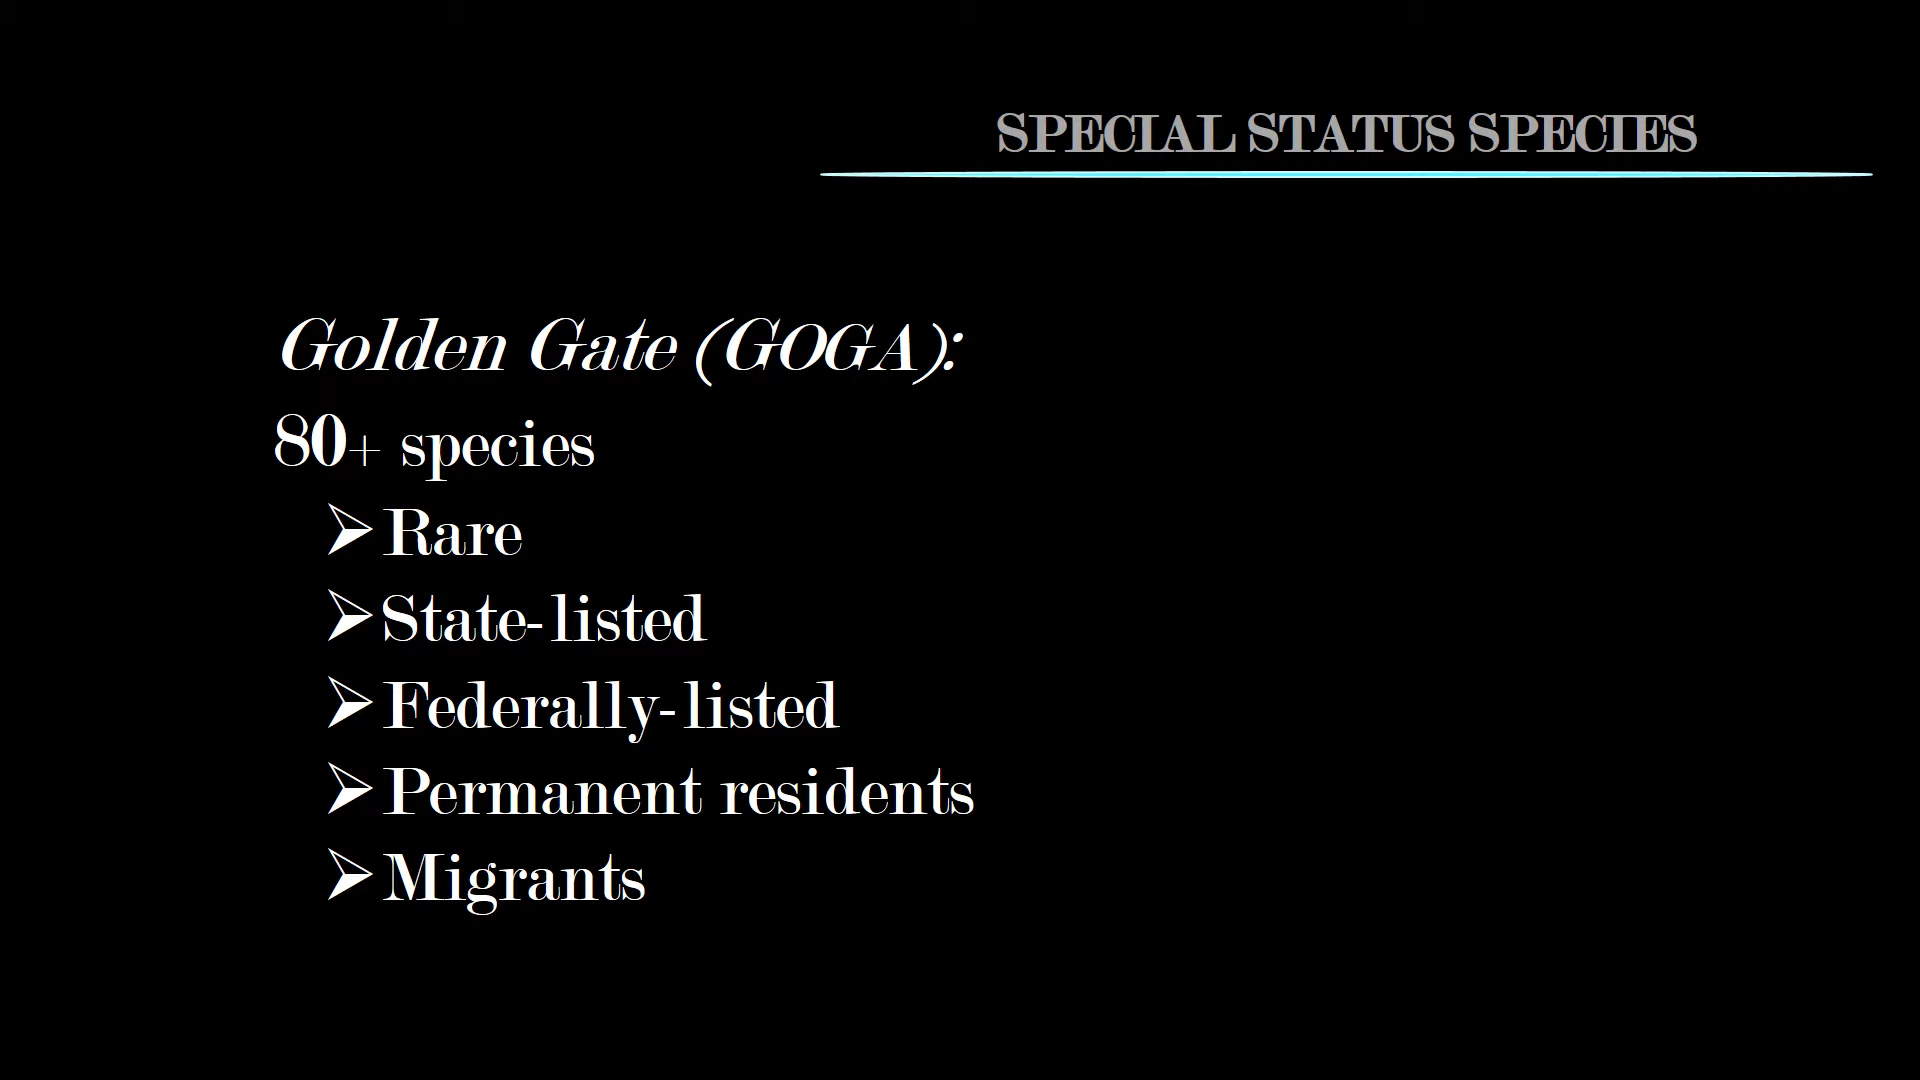 SPECIAL STATUS SPECIES
Golden Gate (GOGA):
80+ species
➢Rare
➢State-listed
➢Federally-listed
➢Permanent residents
➢Migrants